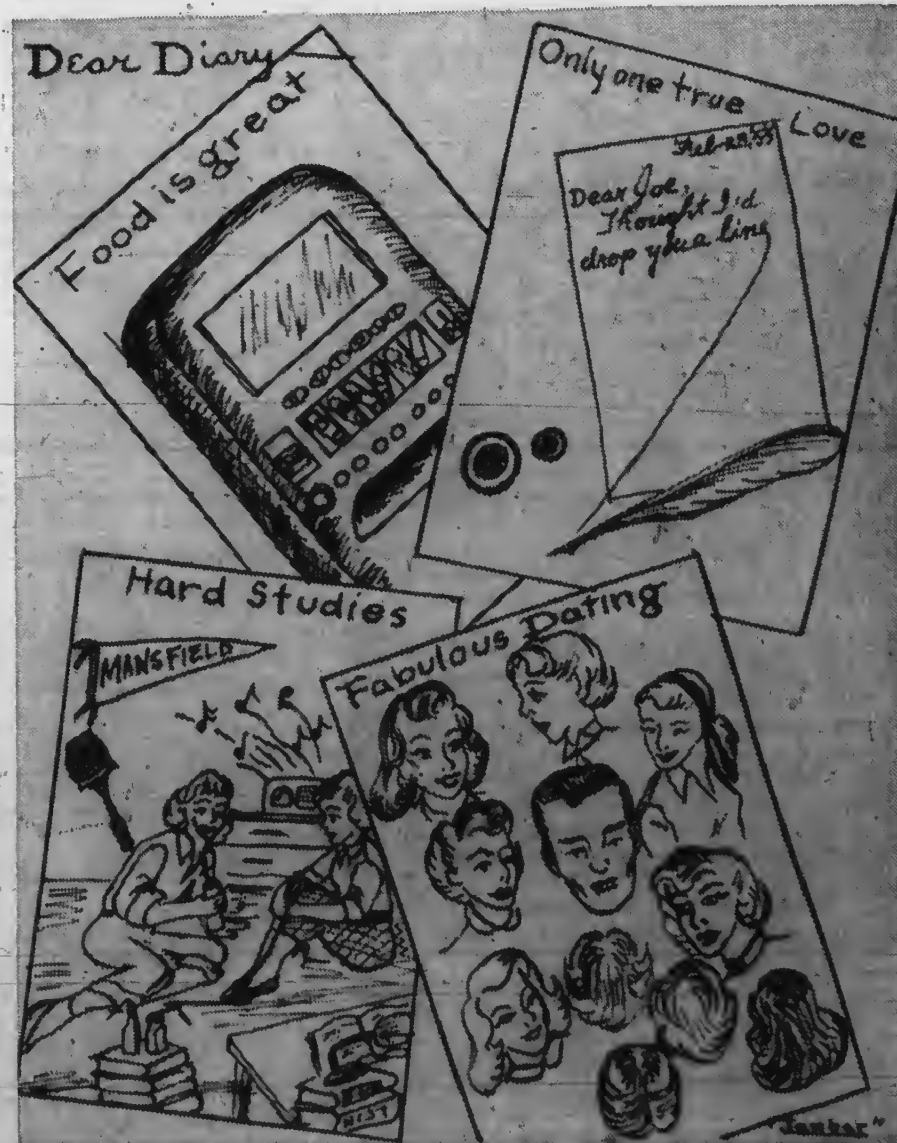 Dear Diary
Food is great
Only one true
Love
Dear Joe,
Thought I'd
drop you a line
Hard Studies
MANSFIELD
Fabulous Dating
HIST